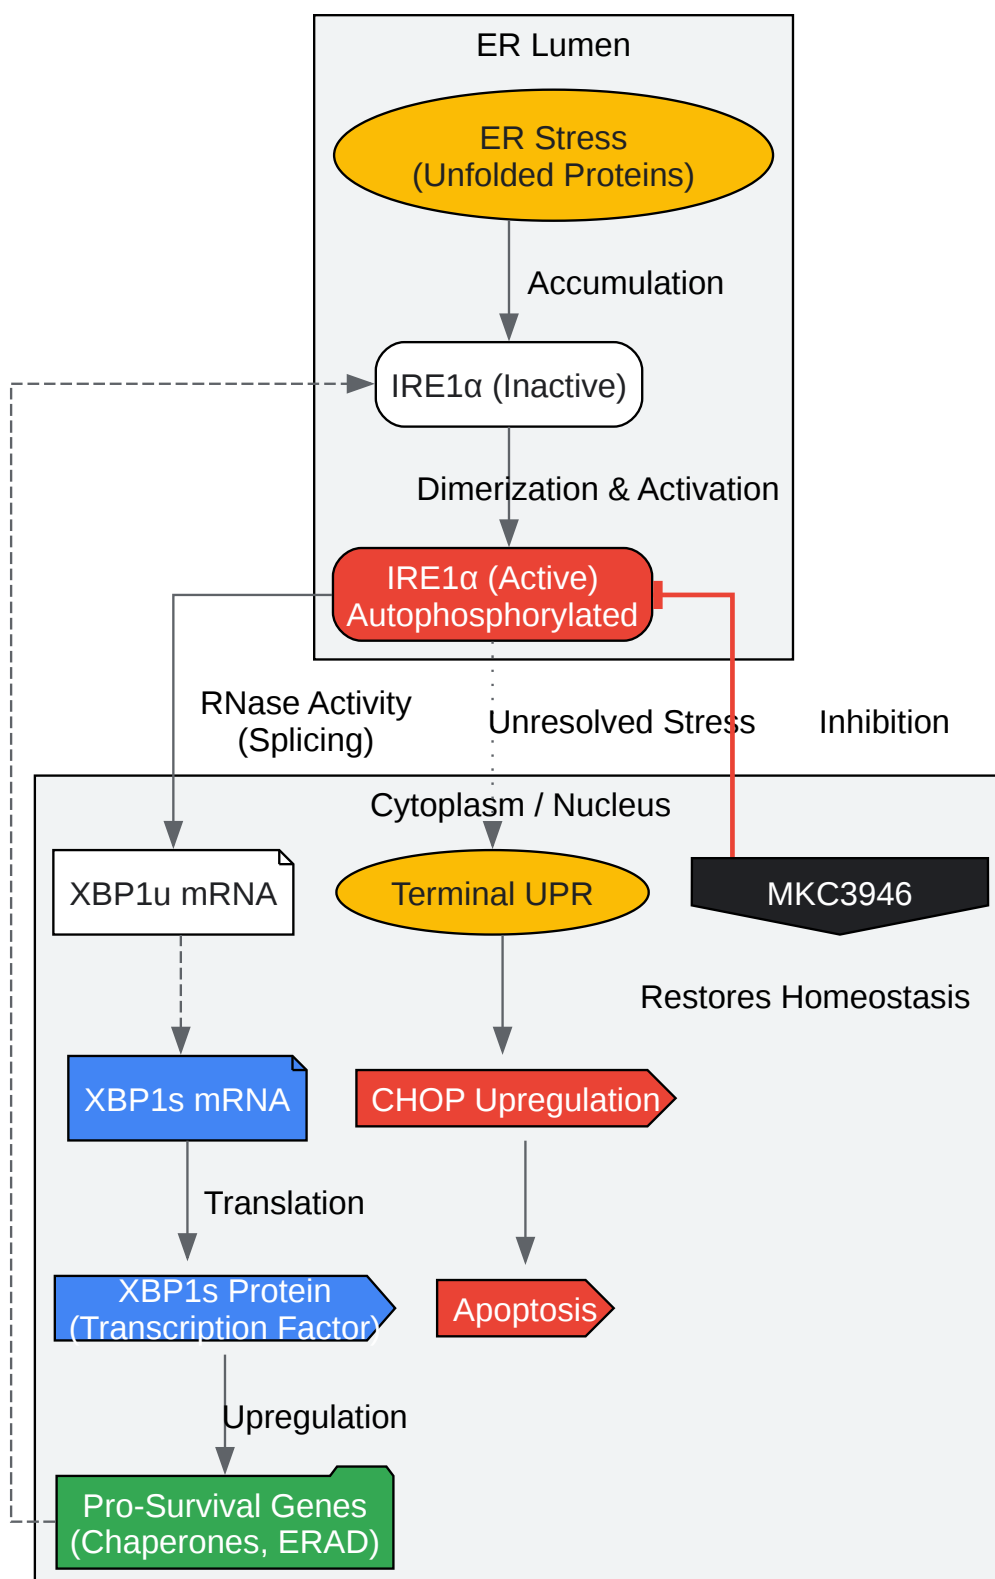 ER Lumen
ER Stress
(Unfolded Proteins)
Accumulation
IRE1α (Inactive)
Dimerization & Activation
IRE1α (Active)
Autophosphorylated
RNase Activity
(Splicing)
Unresolved Stress
Inhibition
Cytoplasm / Nucleus
XBP1u mRNA
Terminal UPR
MKC3946
Restores Homeostasis
XBP1s mRNA
CHOP Upregulation
Translation
XBP1s Protein
(Transcription Factor)
Apoptosis
Upregulation
Pro-Survival Genes
(Chaperones, ERAD)